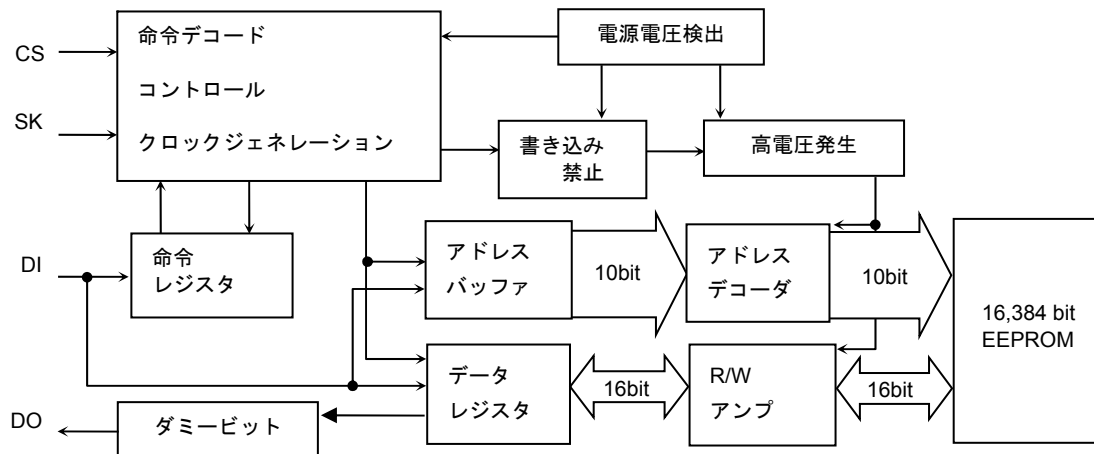 CS
SK
DI
DO
命令デコード
コントロール
クロックジェネレーション
電源電圧検出
書き込み
禁止
高電圧発生
命令
レジスタ
アドレス
バッファ
10bit
アドレス
デコーダ
10bit
16,384 bit
EEPROM
データ
レジスタ
16bit
R/W
アンプ
16bit
ダミービット